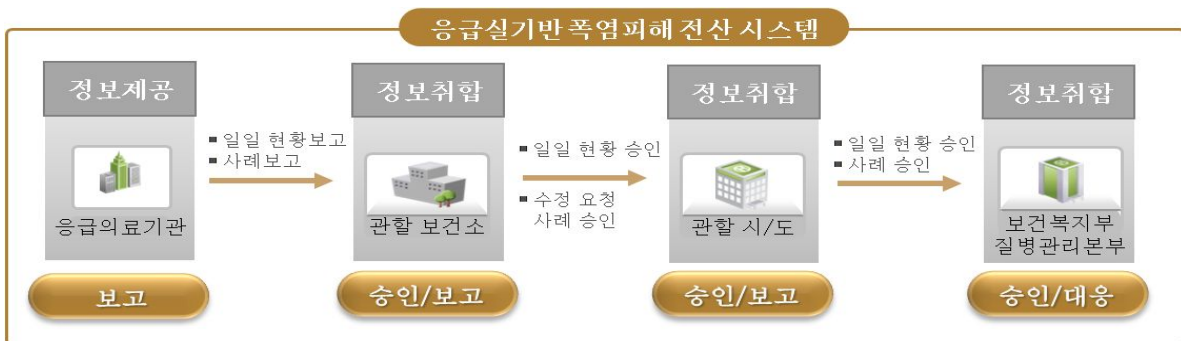 응급실기반 폭염피해 전산 시스템
정보제공
응급의료기관
보고
▪ 일일 현황보고
▪ 사례보고
정보취합
관할 보건소
승인/보고
▪ 일일 현황 승인
▪ 수정 요청
사례 승인
정보취합
관할 시/도
승인/보고
▪ 일일 현황 승인
▪ 사례 승인
정보취합
보건복지부
질병관리본부
승인/대응